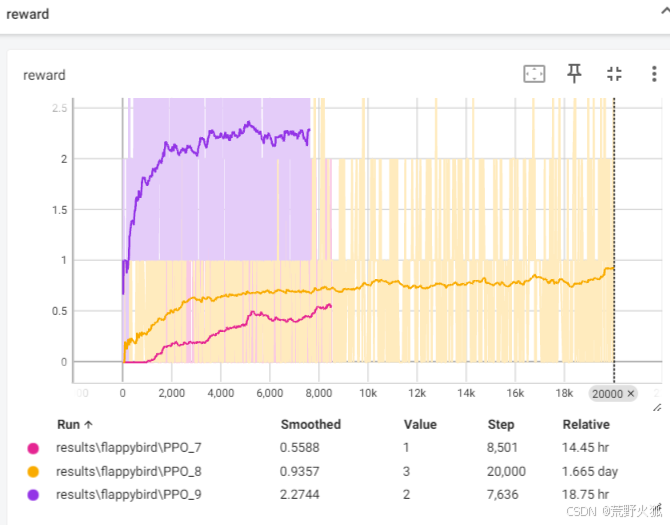 reward
reward
2.5
2
1.5
1
0.5
0
0 2,000 4,000 6,000 8,000 10k 12k 14k 16k 18k 20000 ×
Run ↑ Smoothed Value Step Relative
results\flappybird\PPO_7 0.5588 1 8,501 14.45 hr
results\flappybird\PPO_8 0.9357 3 20,000 1.665 day
results\flappybird\PPO_9 2.2744 2 7,636 18.75 hr
CSDN @荒野火狐